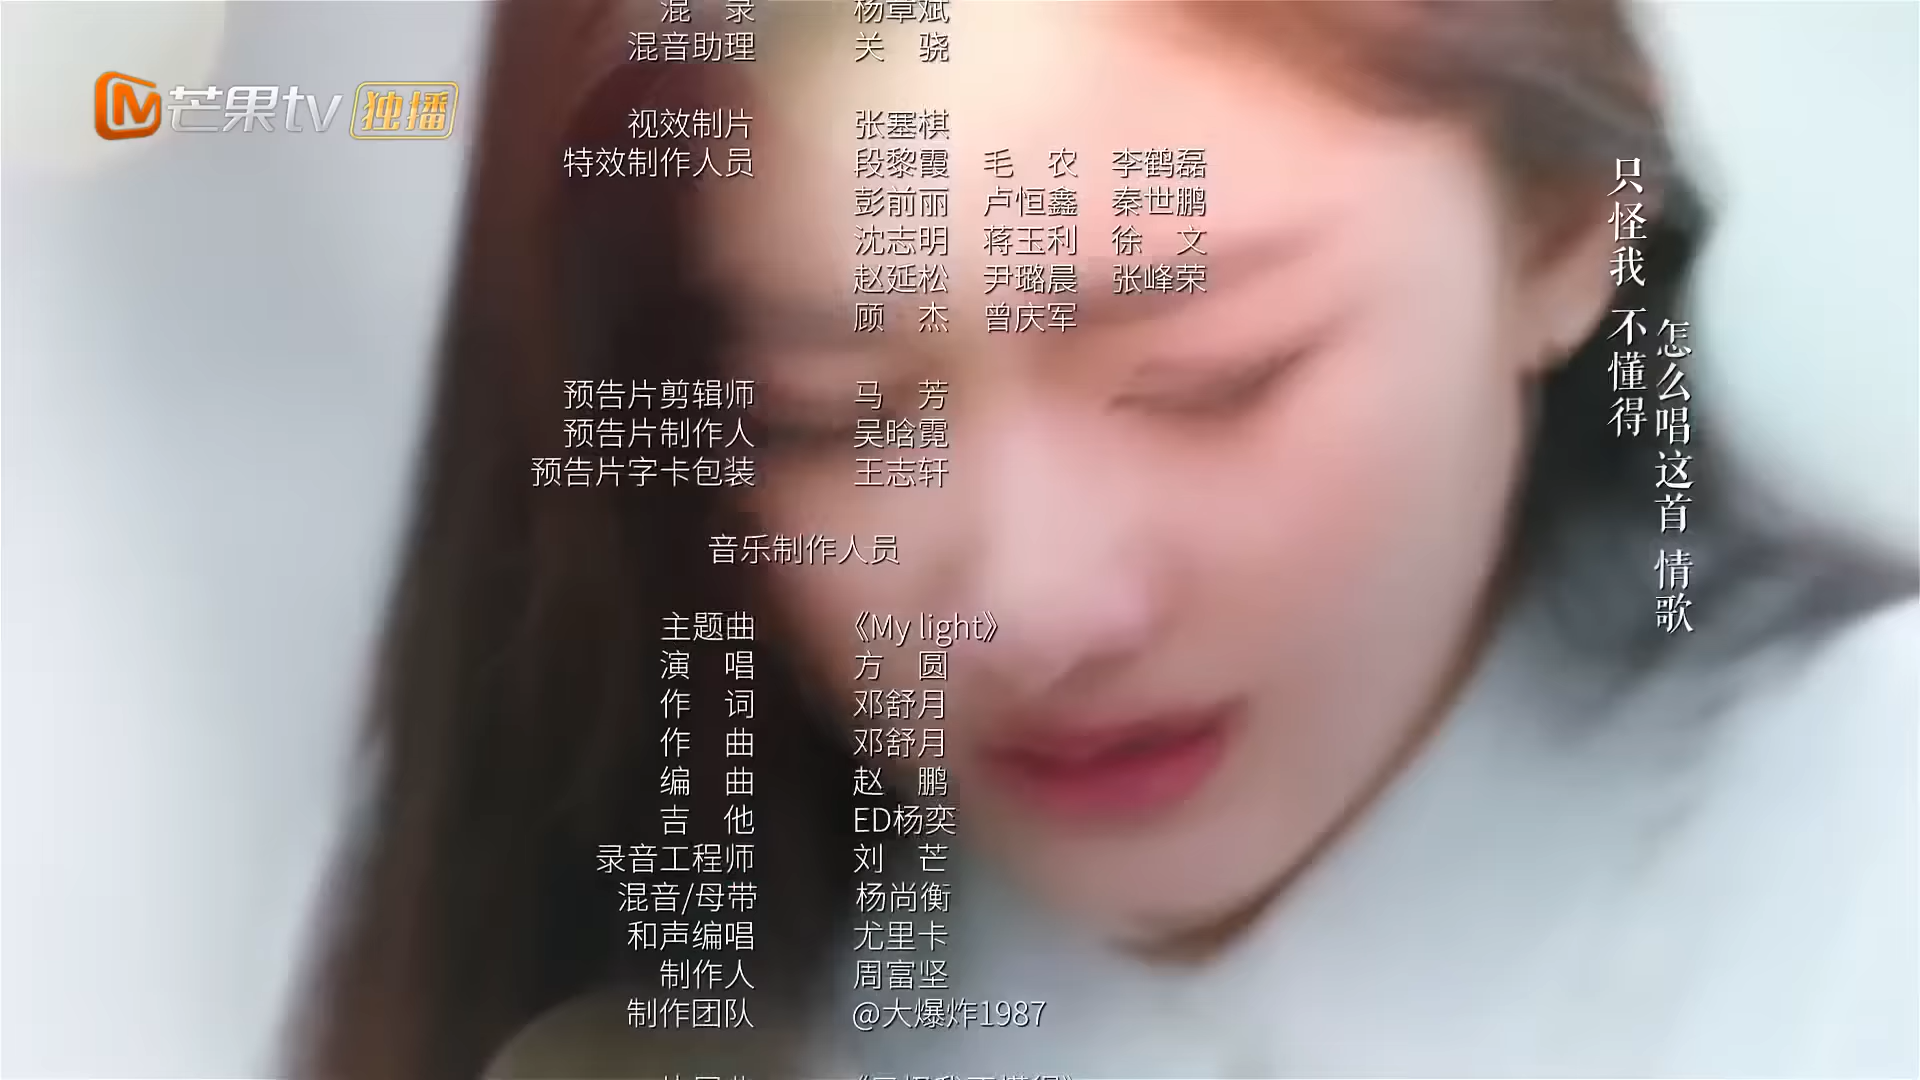 混 录 杨章斌
混音助理 关 骁
芒果tv 独播
视效制片 张塞棋
特效制作人员 段黎霞 毛 农 李鹤磊
彭前丽 卢恒鑫 秦世鹏
沈志明 蒋玉利 徐 文
赵延松 尹璐晨 张峰荣
顾 杰 曾庆军
预告片剪辑师 马 芳
预告片制作人 吴晗霓
预告片字卡包装 王志轩
音乐制作人员
主题曲 《My light》
演 唱 方 圆
作 词 邓舒月
作 曲 邓舒月
编 曲 赵 鹏
吉 他 ED杨奕
录音工程师 刘 芒
混音/母带 杨尚衡
和声编唱 尤里卡
制作人 周富坚
制作团队 @大爆炸1987
只怪我 不懂得
怎么唱这首 情歌